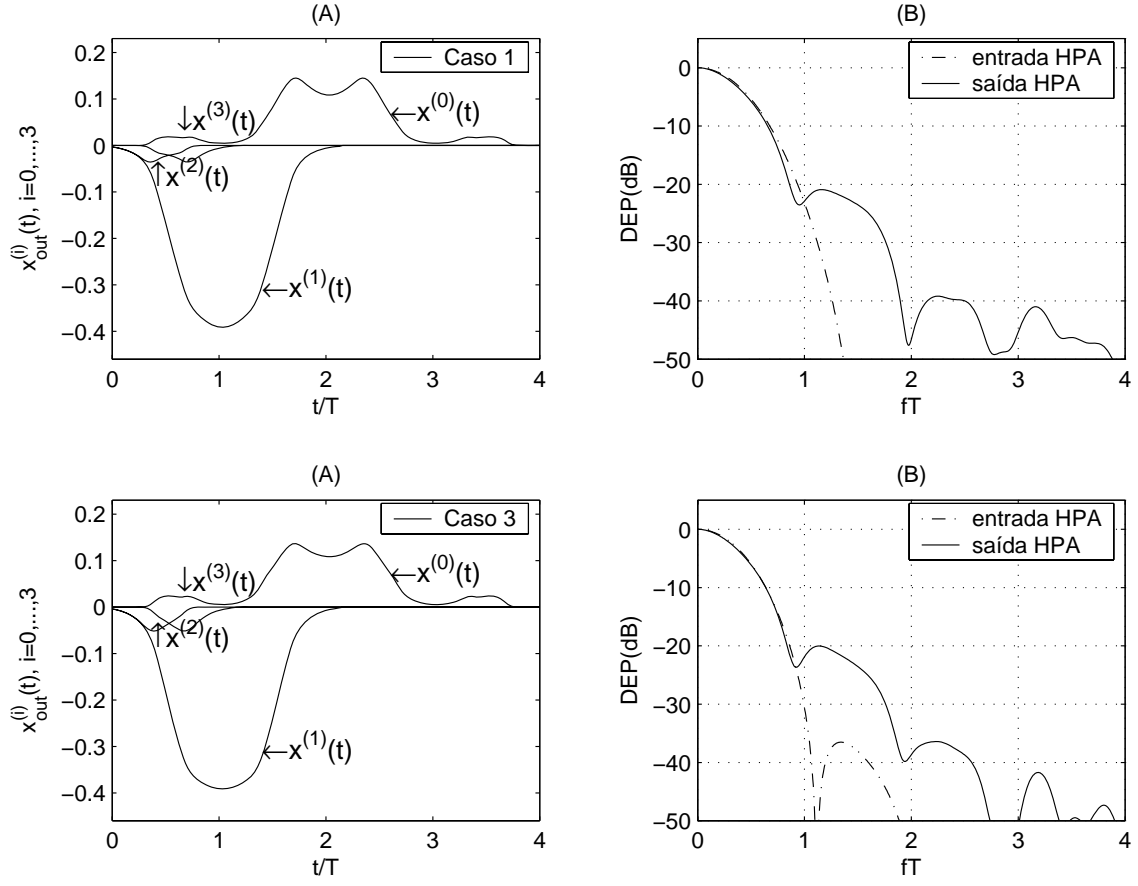 (A)
0.2
0.1
0
−0.1
−0.2
−0.3
−0.4
x_out^(i)(t), i=0,...,3
Caso 1
↓x^(3)(t)
←x^(0)(t)
↑x^(2)(t)
←x^(1)(t)
0 1 2 3 4
t/T
(B)
0
−10
−20
−30
−40
−50
DEP(dB)
entrada HPA
saída HPA
0 1 2 3 4
fT
(A)
0.2
0.1
0
−0.1
−0.2
−0.3
−0.4
x_out^(i)(t), i=0,...,3
Caso 3
↓x^(3)(t)
←x^(0)(t)
↑x^(2)(t)
←x^(1)(t)
0 1 2 3 4
t/T
(B)
0
−10
−20
−30
−40
−50
DEP(dB)
entrada HPA
saída HPA
0 1 2 3 4
fT